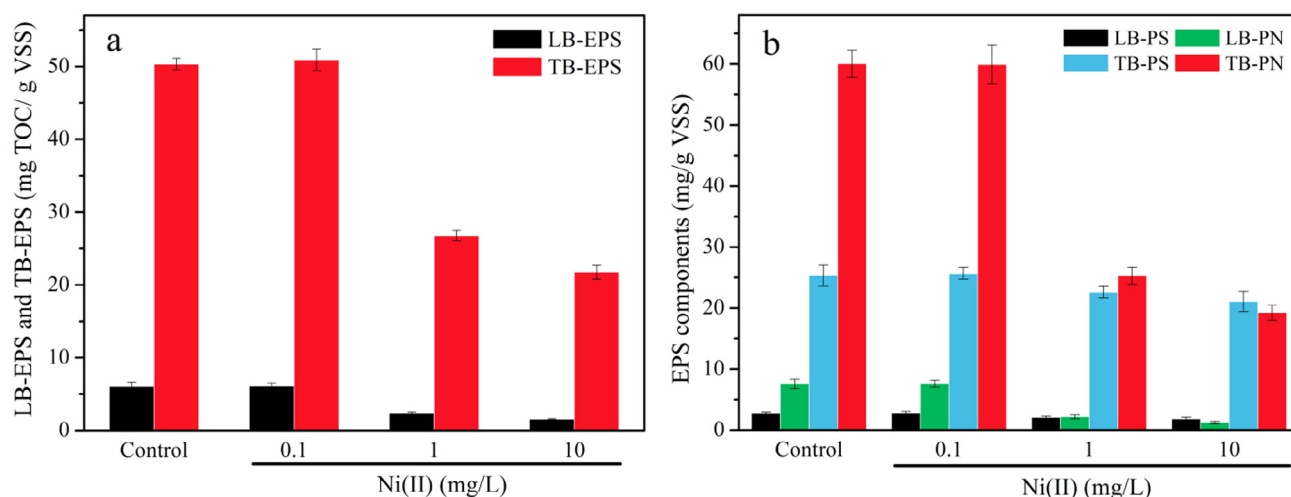 a
LB-EPS
TB-EPS
LB-EPS and TB-EPS (mg TOC/ g VSS)
50
40
30
20
10
0
Control
0.1
1
10
Ni(II) (mg/L)
b
LB-PS
LB-PN
TB-PS
TB-PN
EPS components (mg/g VSS)
60
50
40
30
20
10
0
Control
0.1
1
10
Ni(II) (mg/L)